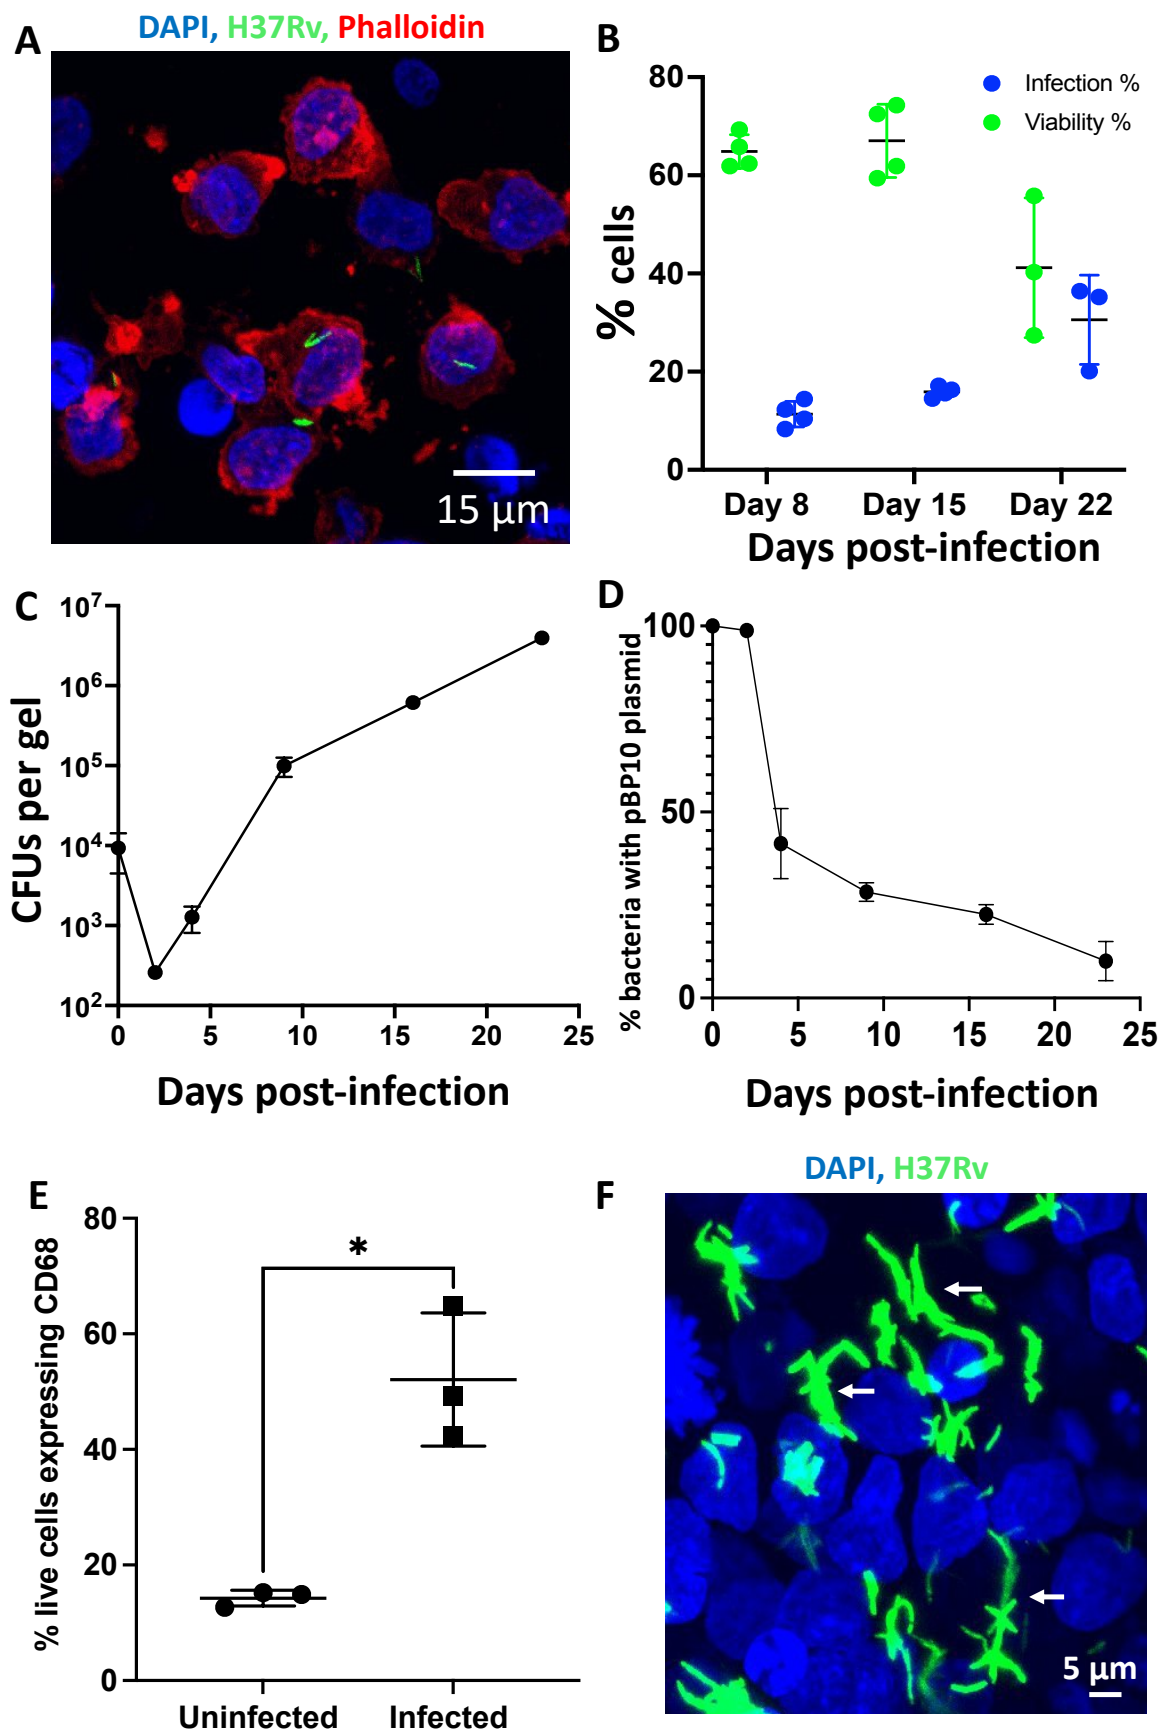 A
DAPI, H37Rv, Phalloidin
15 µm
B
Infection %
Viability %
80
60
40
20
0
% cells
Day 8 Day 15 Day 22
Days post-infection
C
10⁷
10⁶
10⁵
10⁴
10³
10²
CFUs per gel
0 5 10 15 20 25
Days post-infection
D
100
50
0
% bacteria with pBP10 plasmid
0 5 10 15 20 25
Days post-infection
E
80
60
40
20
0
% live cells expressing CD68
*
Uninfected Infected
F
DAPI, H37Rv
5 µm